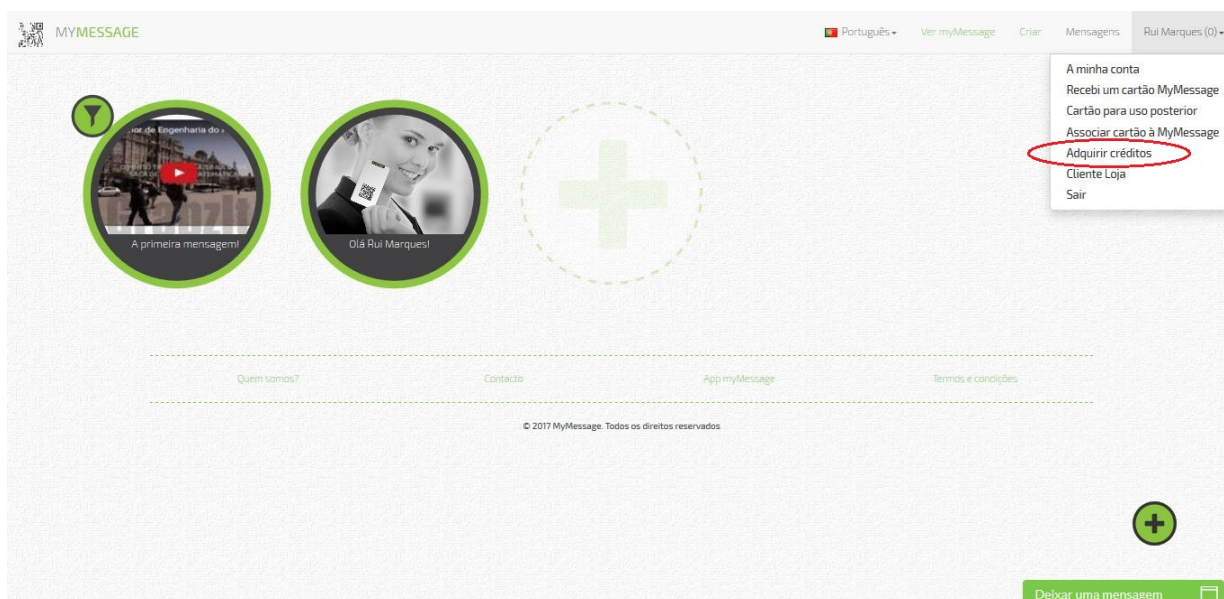 MYMESSAGE
Português
Ver myMessage
Criar
Mensagens
Rui Marques (0)
A minha conta
Recebi um cartão MyMessage
Cartão para uso posterior
Associar cartão à MyMessage
Adquirir créditos
Cliente Loja
Sair
ior de Engenharia do
A primeira mensagem!
Olá Rui Marques!
Quem somos?
Contacto
App myMessage
Termos e condições
© 2017 MyMessage. Todos os direitos reservados
Deixar uma mensagem